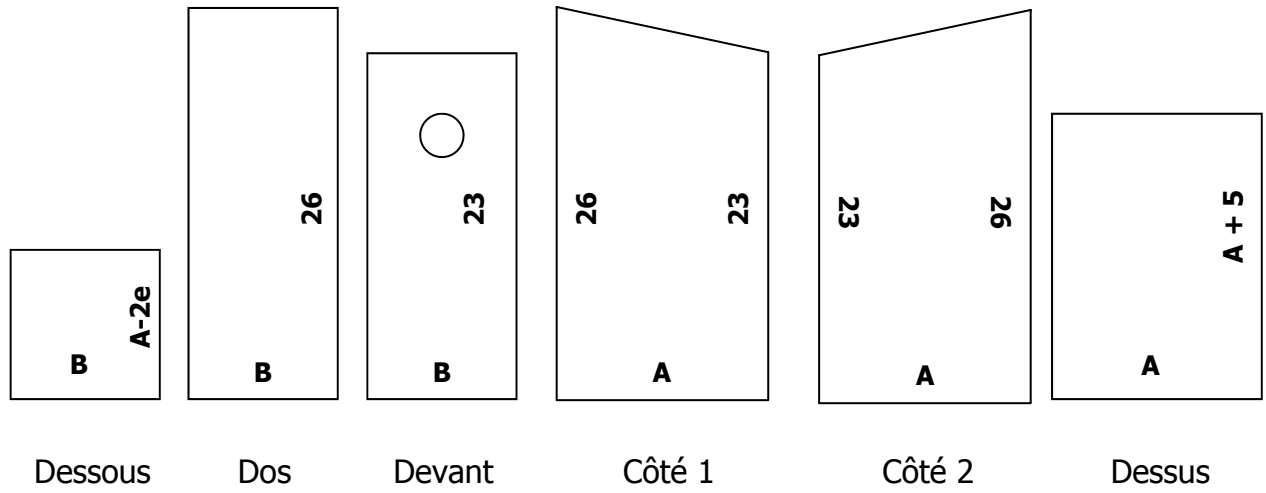 26
23
26
23
23
26
A + 5
A-2e
B
B
B
A
A
A
Dessous
Dos
Devant
Côté 1
Côté 2
Dessus